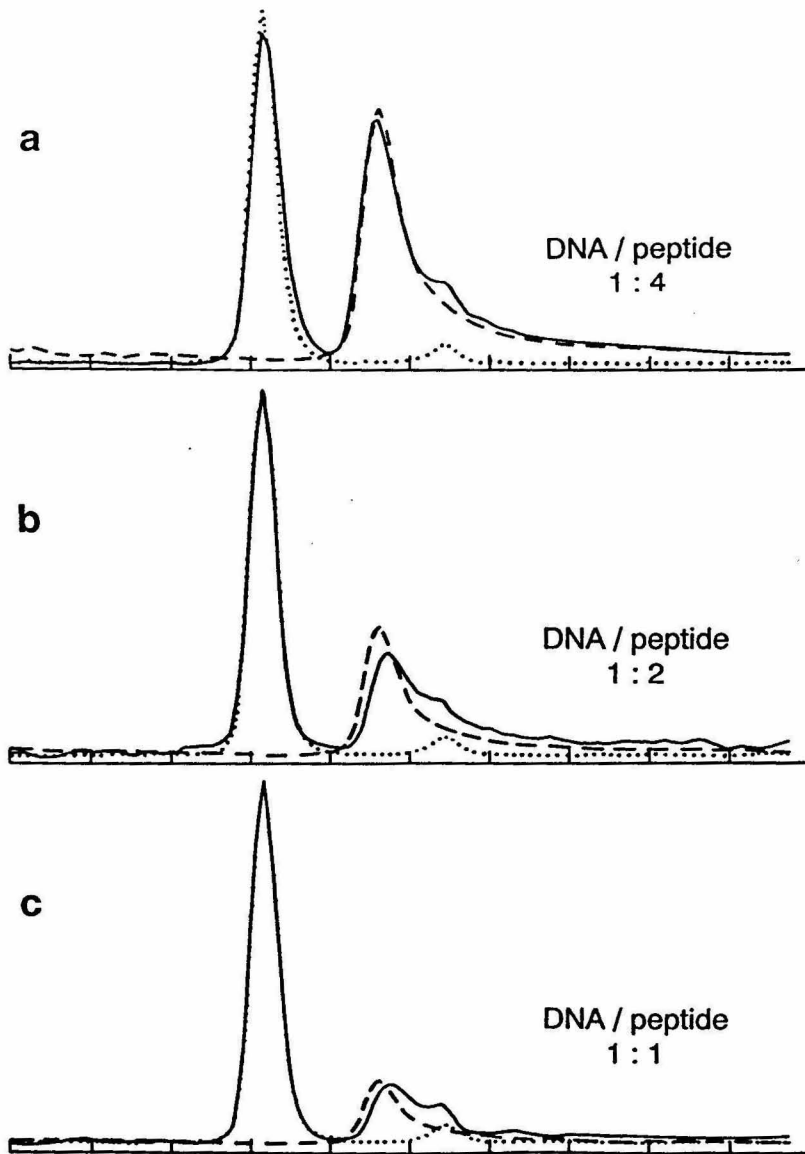 a
DNA / peptide
1 : 4
b
DNA / peptide
1 : 2
c
DNA / peptide
1 : 1